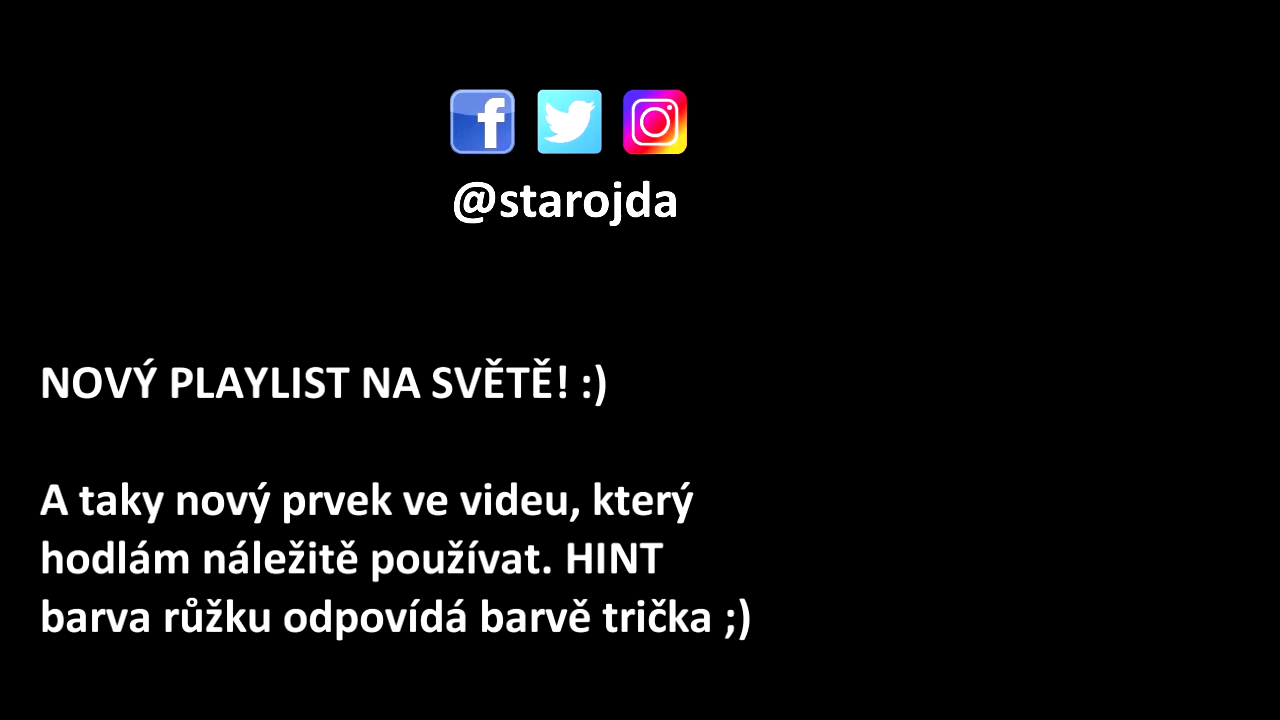 @starojda
NOVÝ PLAYLIST NA SVĚTĚ! :)
A taky nový prvek ve videu, který
hodlám náležitě používat. HINT
barva růžku odpovídá barvě trička ;)